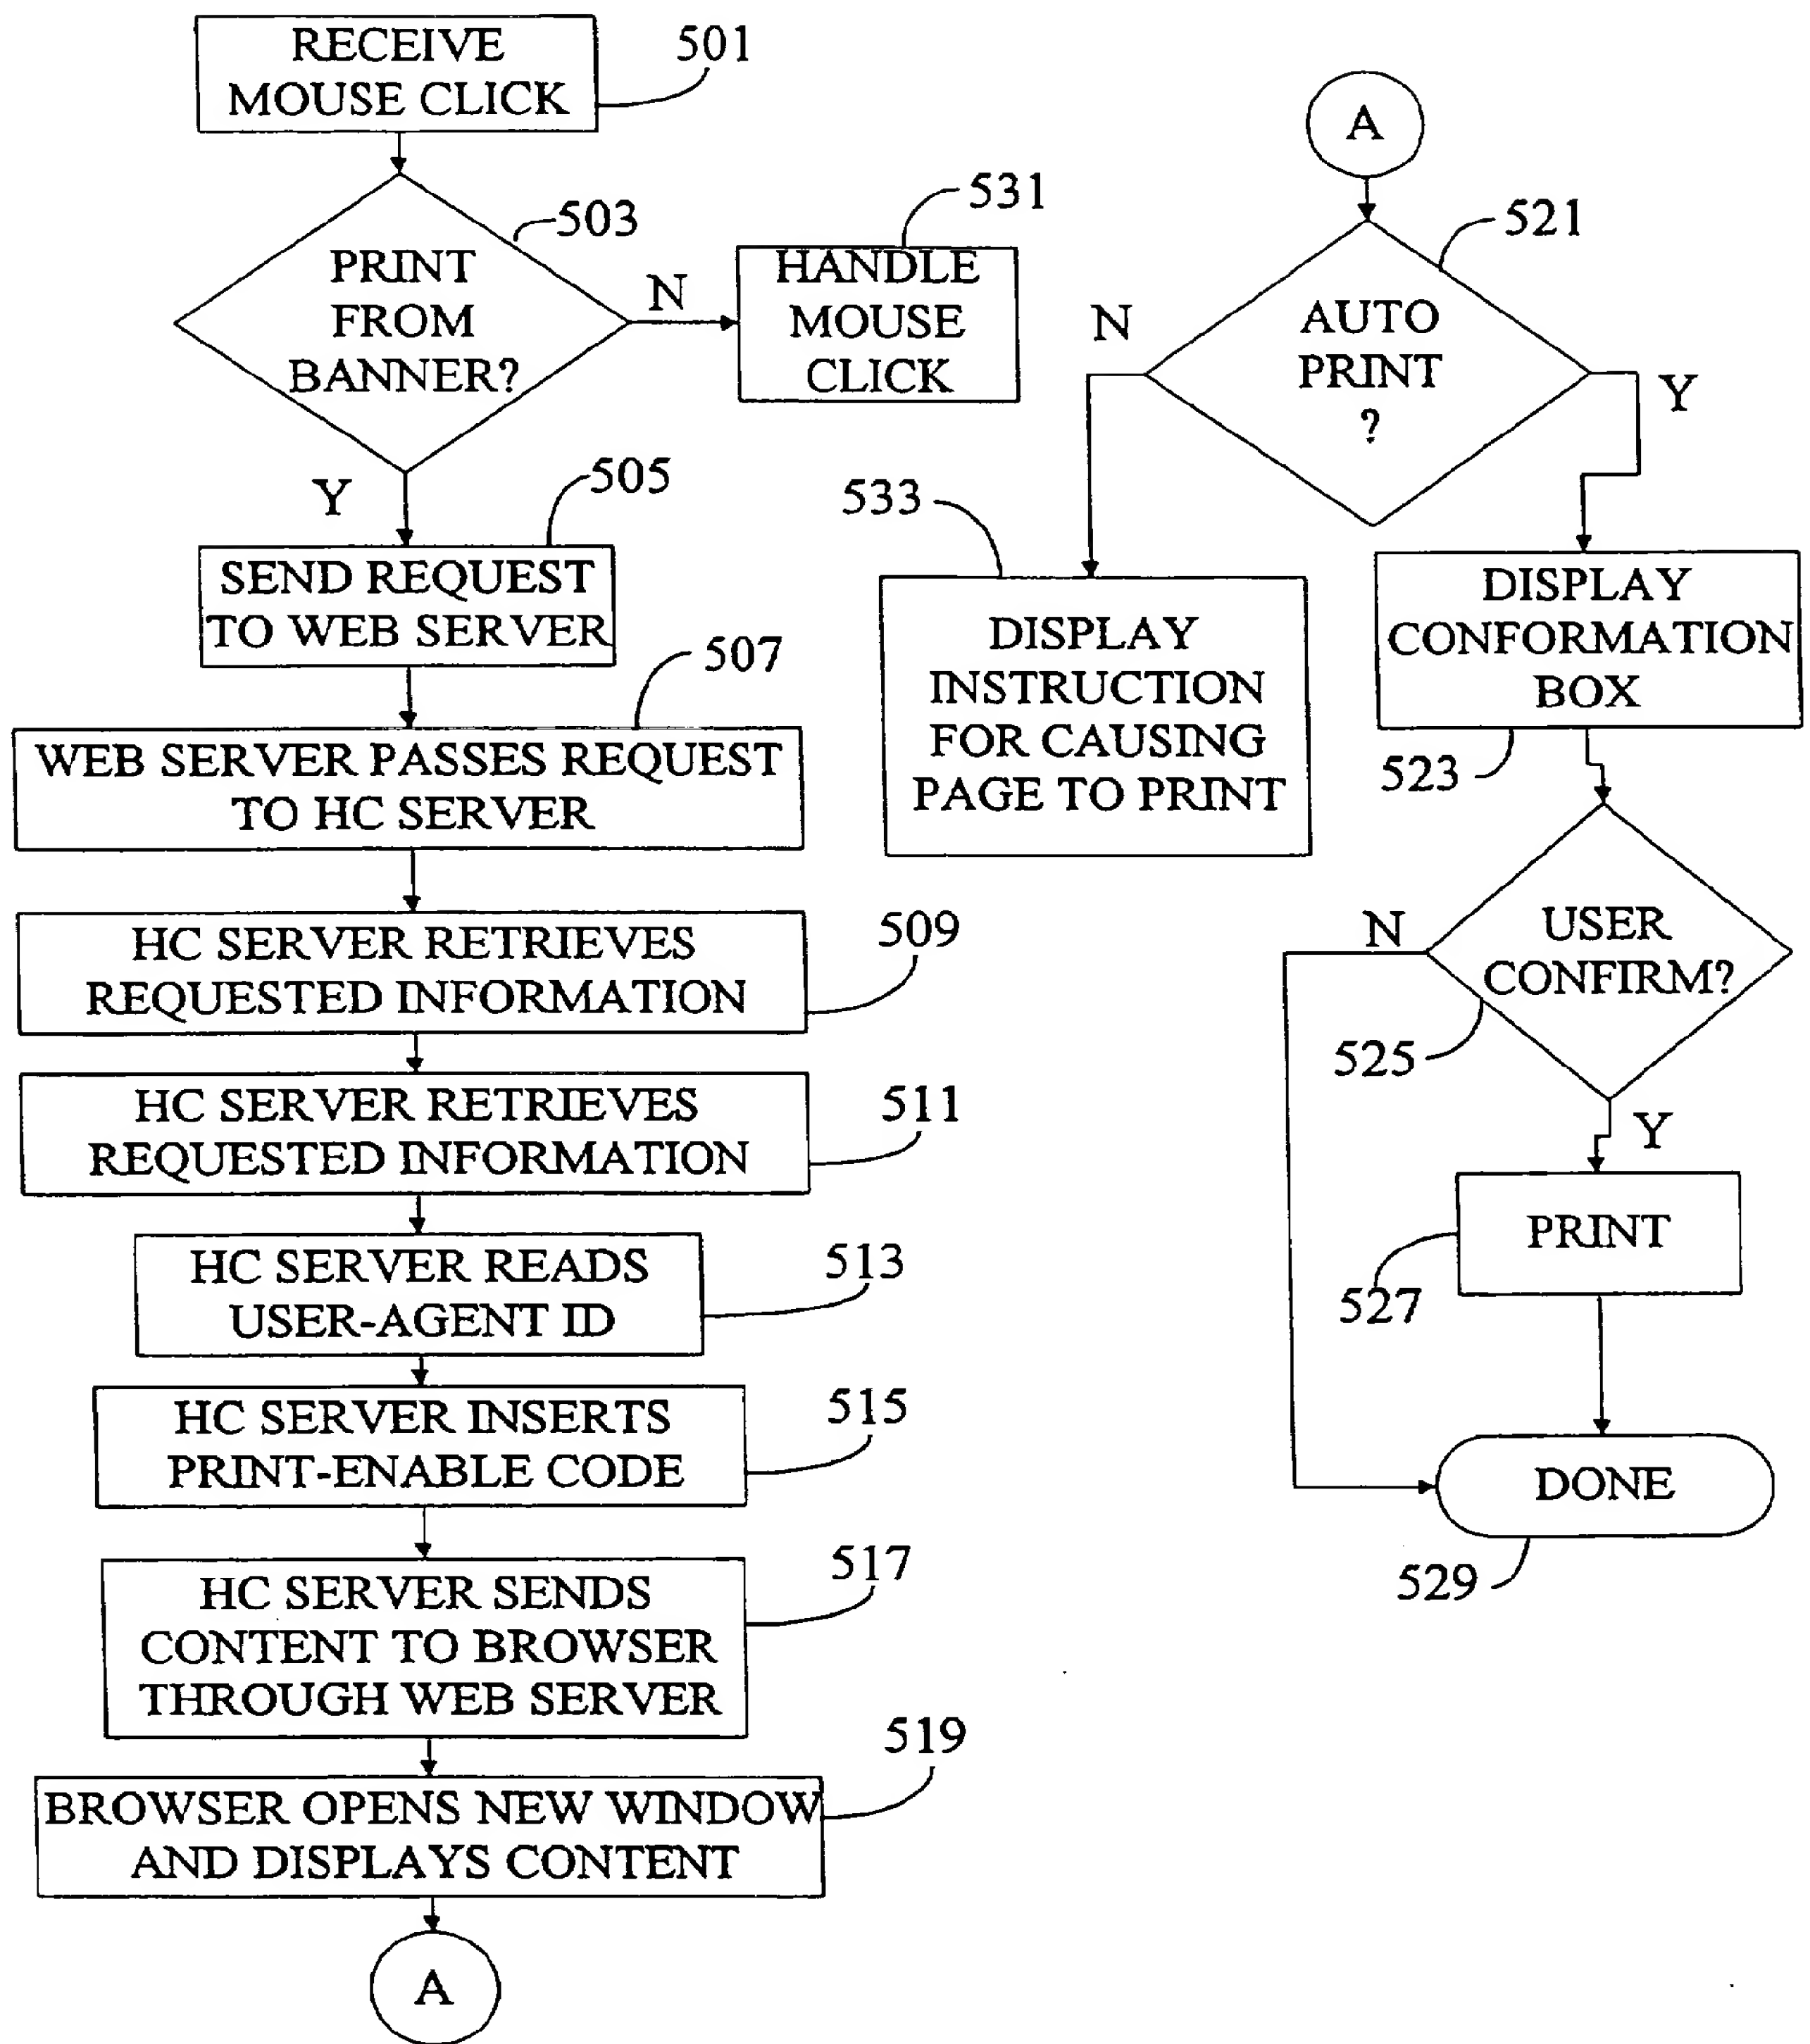 RECEIVE
MOUSE CLICK
501
PRINT
FROM
BANNER?
503
N
HANDLE
MOUSE
CLICK
531
Y
SEND REQUEST
TO WEB SERVER
505
WEB SERVER PASSES REQUEST
TO HC SERVER
507
HC SERVER RETRIEVES
REQUESTED INFORMATION
509
HC SERVER RETRIEVES
REQUESTED INFORMATION
511
HC SERVER READS
USER-AGENT ID
513
HC SERVER INSERTS
PRINT-ENABLE CODE
515
HC SERVER SENDS
CONTENT TO BROWSER
THROUGH WEB SERVER
517
BROWSER OPENS NEW WINDOW
AND DISPLAYS CONTENT
519
A
A
AUTO
PRINT
?
521
N
Y
533
DISPLAY
INSTRUCTION
FOR CAUSING
PAGE TO PRINT
DISPLAY
CONFORMATION
BOX
523
USER
CONFIRM?
525
N
Y
PRINT
527
DONE
529